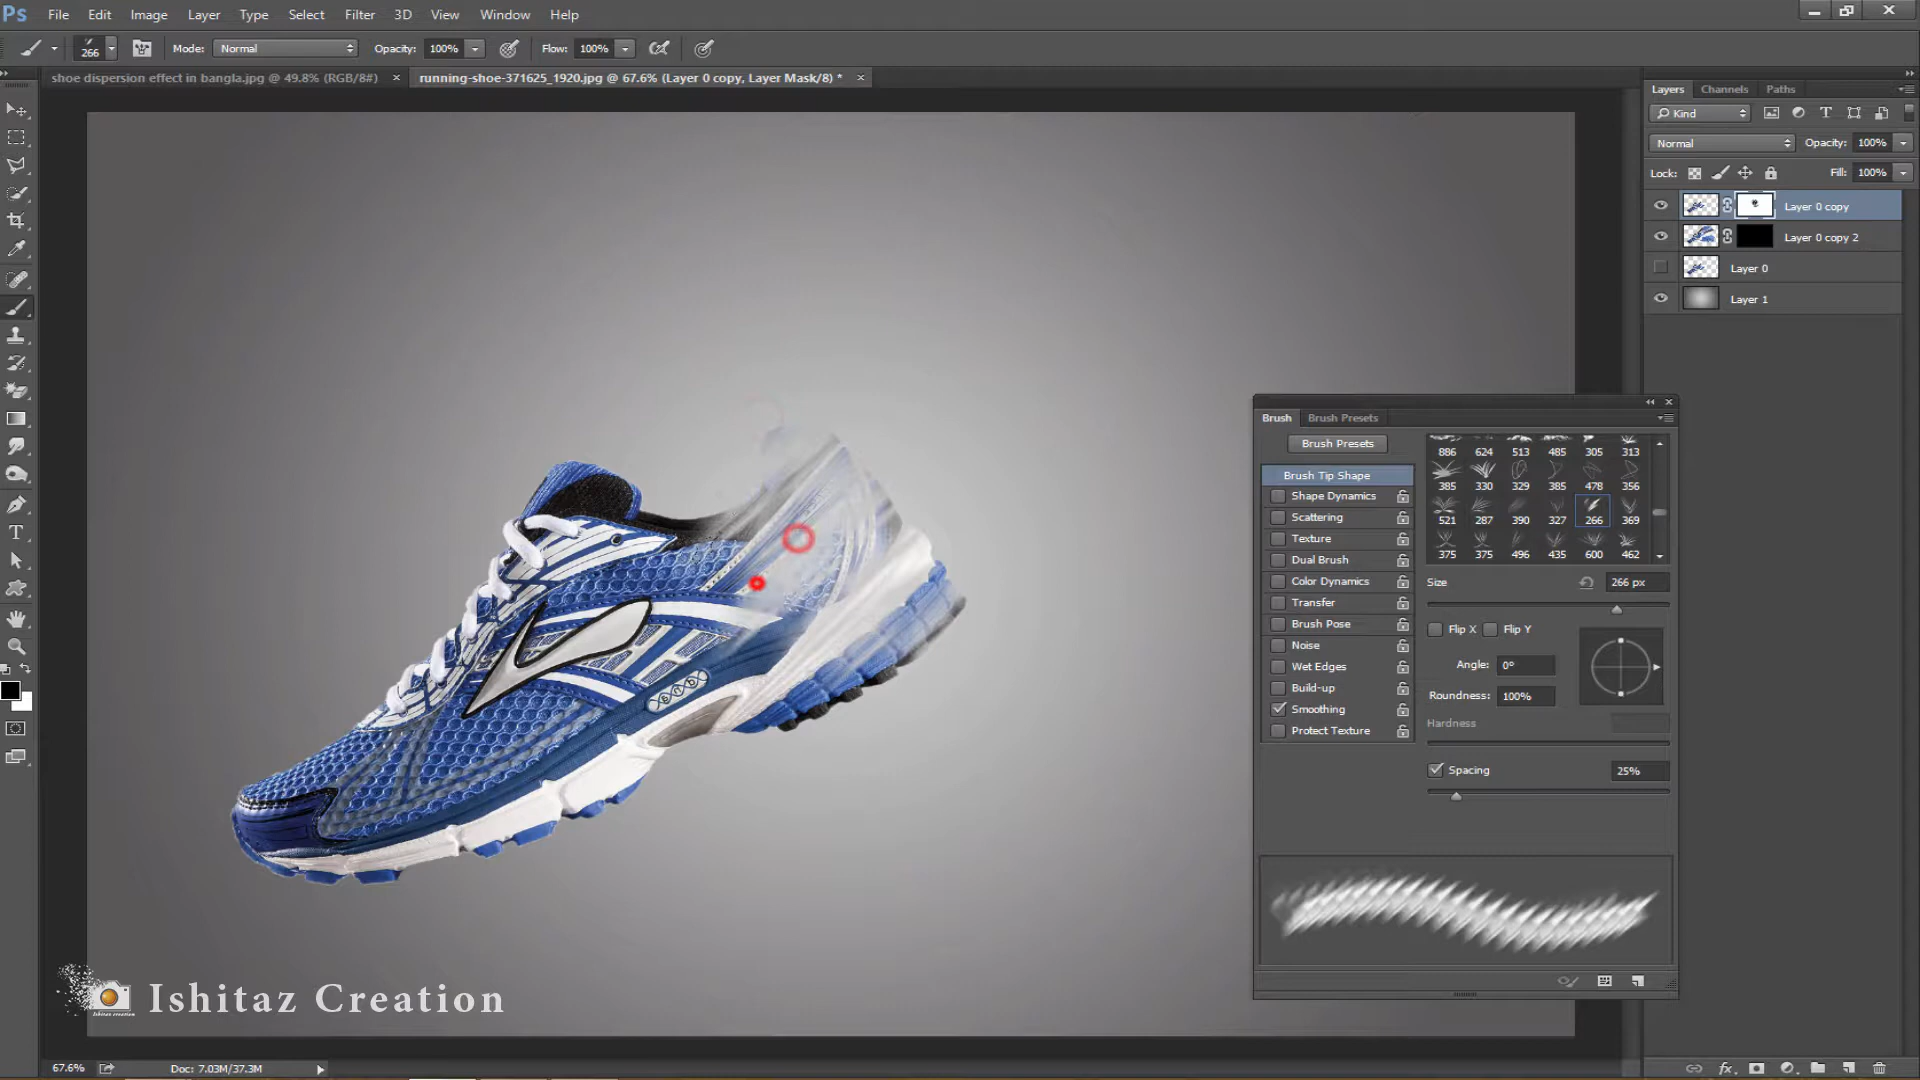 Ps File Edit Image Layer Type Select Filter 3D View Window Help
266 Mode: Normal Opacity: 100% Flow: 100%
shoe dispersion effect in bangla.jpg @ 49.8% (RGB/8#) × running-shoe-371625_1920.jpg @ 67.6% (Layer 0 copy, Layer Mask/8) * ×
Layers Channels Paths
Kind
Normal Opacity: 100%
Lock: Fill: 100%
Layer 0 copy
Layer 0 copy 2
Layer 0
Layer 1
Brush Brush Presets
Brush Presets
Brush Tip Shape
Shape Dynamics
Scattering
Texture
Dual Brush
Color Dynamics
Transfer
Brush Pose
Noise
Wet Edges
Build-up
Smoothing
Protect Texture
886 624 513 485 305 313
385 330 329 385 478 356
521 287 390 327 266 369
375 375 496 435 600 462
Size 266 px
Flip X Flip Y
Angle: 0°
Roundness: 100%
Hardness
Spacing 25%
srb
Ishitaz Creation
Ishitaz creation
67.6% Doc: 7.03M/37.3M